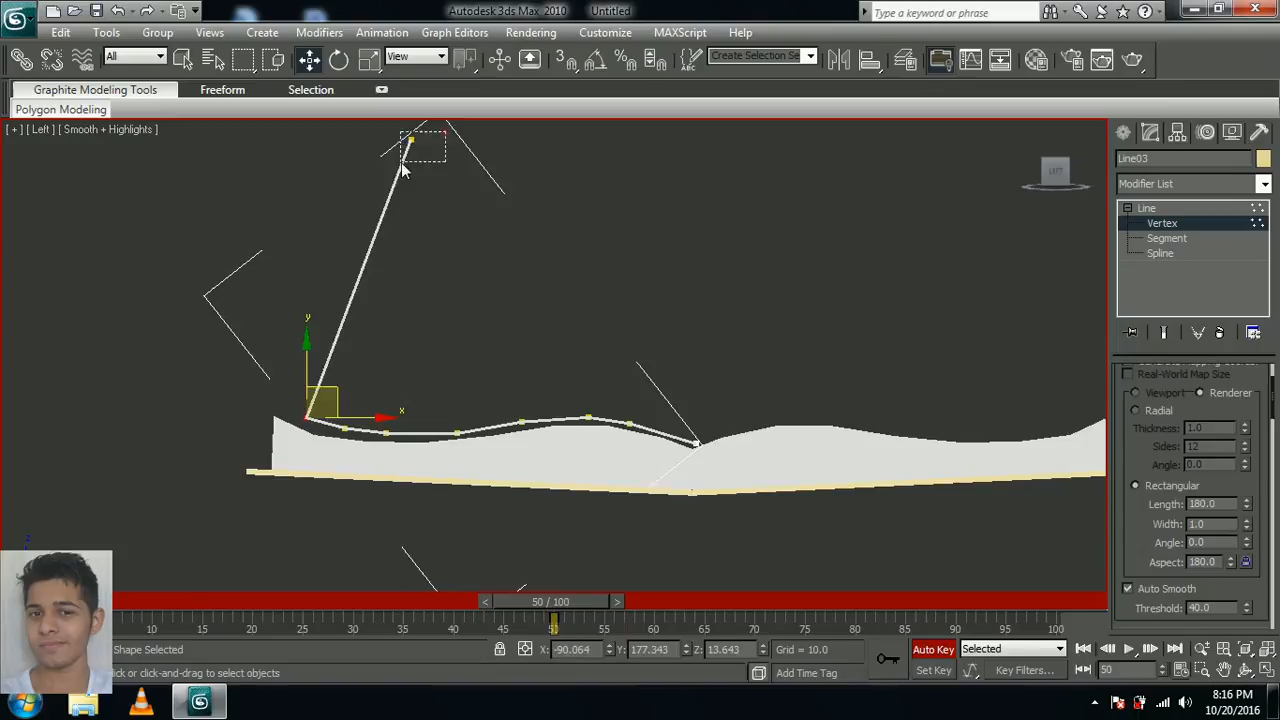 Autodesk 3ds Max 2010 Untitled
Type a keyword or phrase
Edit Tools Group Views Create Modifiers Animation Graph Editors Rendering Customize MAXScript Help
All View 3 Create Selection Se
Graphite Modeling Tools Freeform Selection
Polygon Modeling
[ + ] [ Left ] [ Smooth + Highlights ]
LEFT
y
x
z
Line03
Modifier List
Line
Vertex
Segment
Spline
Real-World Map Size
Viewport Renderer
Radial
Thickness: 1.0
Sides: 12
Angle: 0.0
Rectangular
Length: 180.0
Width: 1.0
Angle: 0.0
Aspect: 180.0
Auto Smooth
Threshold: 40.0
< 50 / 100 >
10 15 20 25 30 35 40 45 50 55 60 65 70 75 80 85 90 95 100
Shape Selected X: -90.064 Y: 177.343 Z: 13.643 Grid = 10.0 Auto Key Selected
lick or click-and-drag to select objects Add Time Tag Set Key Key Filters... 50
8:16 PM
10/20/2016